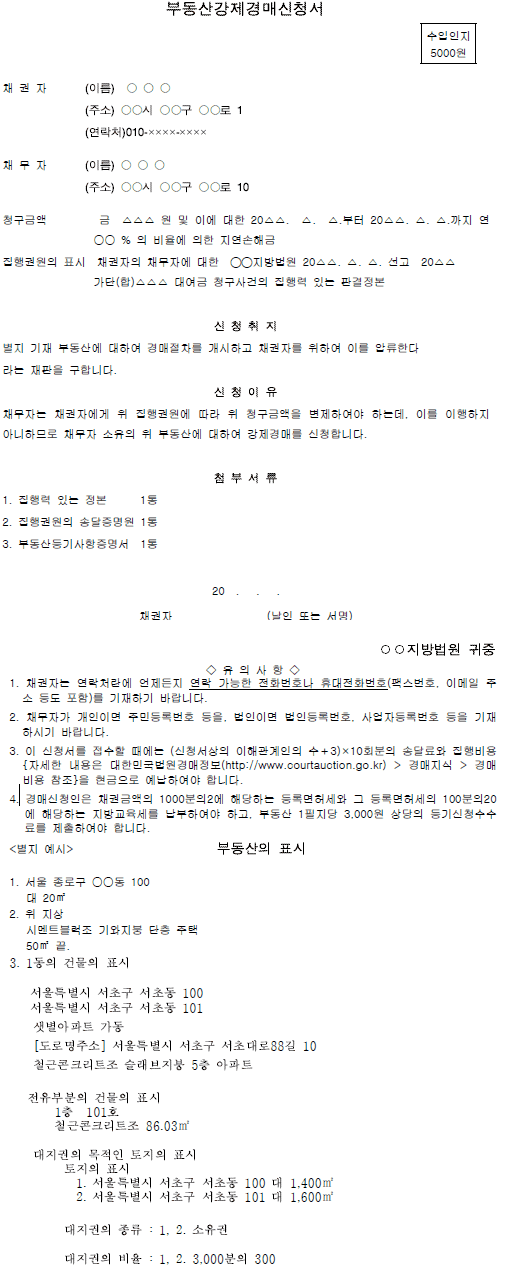 부동산강제경매신청서
수입인지
5000원
채 권 자 (이름) ○ ○ ○
(주소) ○○시 ○○구 ○○로 1
(연락처)010-××××-××××
채 무 자 (이름) ○ ○ ○
(주소) ○○시 ○○구 ○○로 10
청구금액 금 △△△ 원 및 이에 대한 20△△. △. △.부터 20△△. △. △.까지 연
○○ % 의 비율에 의한 지연손해금
집행권원의 표시 채권자의 채무자에 대한 ○○지방법원 20△△. △. △. 선고 20△△
가단(합)△△△ 대여금 청구사건의 집행력 있는 판결정본
신 청 취 지
별지 기재 부동산에 대하여 경매절차를 개시하고 채권자를 위하여 이를 압류한다
라는 재판을 구합니다.
신 청 이 유
채무자는 채권자에게 위 집행권원에 따라 위 청구금액을 변제하여야 하는데, 이를 이행하지
아니하므로 채무자 소유의 위 부동산에 대하여 강제경매를 신청합니다.
첨 부 서 류
1. 집행력 있는 정본 1통
2. 집행권원의 송달증명원 1통
3. 부동산등기사항증명서 1통
20 . . .
채권자 (날인 또는 서명)
○○지방법원 귀중
◇ 유 의 사 항 ◇
1. 채권자는 연락처란에 언제든지 연락 가능한 전화번호나 휴대전화번호(팩스번호, 이메일 주
소 등도 포함)를 기재하기 바랍니다.
2. 채무자가 개인이면 주민등록번호 등을, 법인이면 법인등록번호, 사업자등록번호 등을 기재
하시기 바랍니다.
3. 이 신청서를 접수할 때에는 (신청서상의 이해관계인의 수+3)×10회분의 송달료와 집행비용
{자세한 내용은 대한민국법원경매정보(http://www.courtauction.go.kr) > 경매지식 > 경매
비용 참조}을 현금으로 예납하여야 합니다.
4. 경매신청인은 채권금액의 1000분의2에 해당하는 등록면허세와 그 등록면허세의 100분의20
에 해당하는 지방교육세를 납부하여야 하고, 부동산 1필지당 3,000원 상당의 등기신청수수
료를 제출하여야 합니다.
<별지 예시> 부동산의 표시
1. 서울 종로구 ○○동 100
대 20㎡
2. 위 지상
시멘트블럭조 기와지붕 단층 주택
50㎡ 끝.
3. 1동의 건물의 표시
서울특별시 서초구 서초동 100
서울특별시 서초구 서초동 101
샛별아파트 가동
[도로명주소] 서울특별시 서초구 서초대로88길 10
철근콘크리트조 슬래브지붕 5층 아파트
전유부분의 건물의 표시
1층 101호
철근콘크리트조 86.03㎡
대지권의 목적인 토지의 표시
토지의 표시
1. 서울특별시 서초구 서초동 100 대 1,400㎡
2. 서울특별시 서초구 서초동 101 대 1,600㎡
대지권의 종류 : 1, 2. 소유권
대지권의 비율 : 1, 2. 3,000분의 300